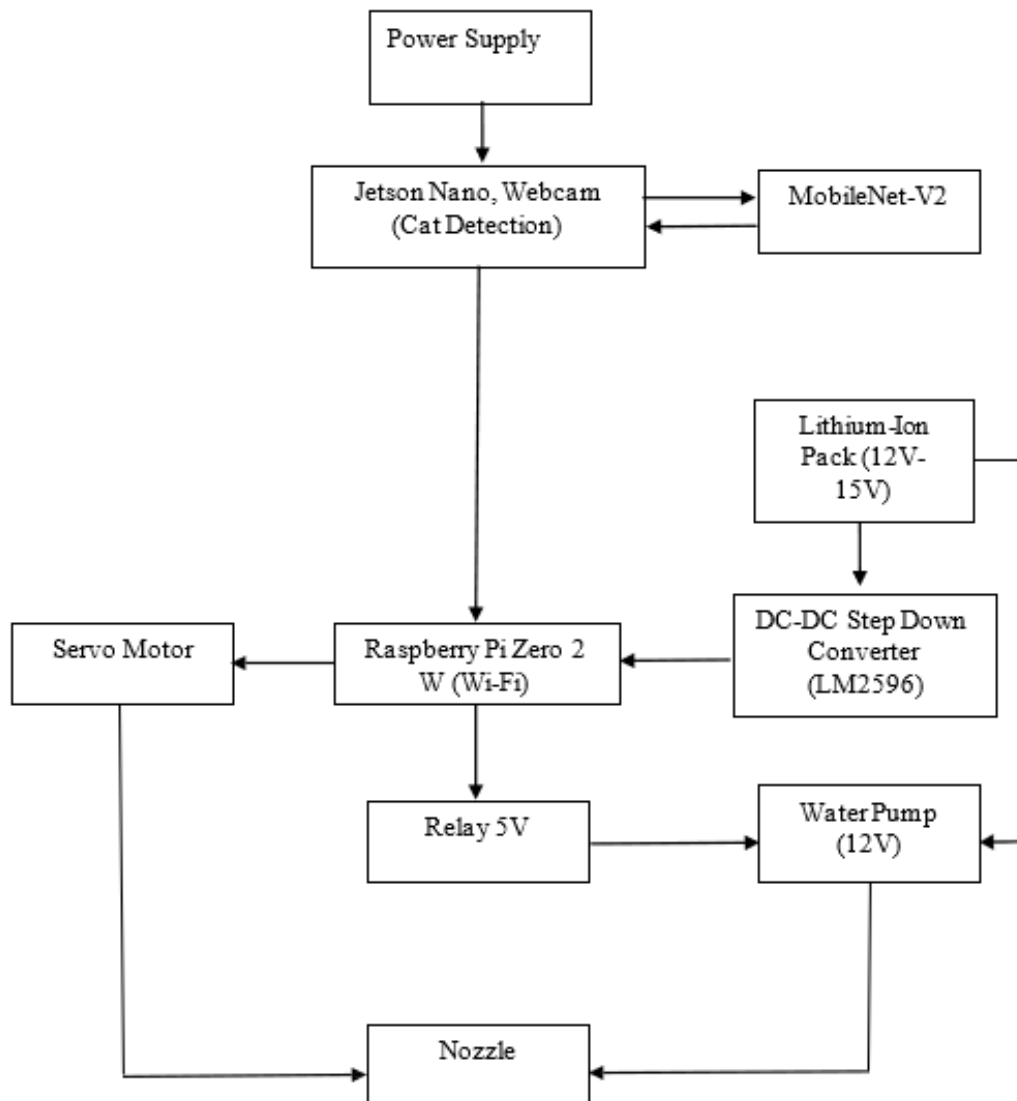 Power Supply
Jetson Nano, Webcam
(Cat Detection)
MobileNet-V2
Lithium-Ion
Pack (12V-
15V)
Servo Motor
Raspberry Pi Zero 2
W (Wi-Fi)
DC-DC Step Down
Converter
(LM2596)
Relay 5V
Water Pump
(12V)
Nozzle